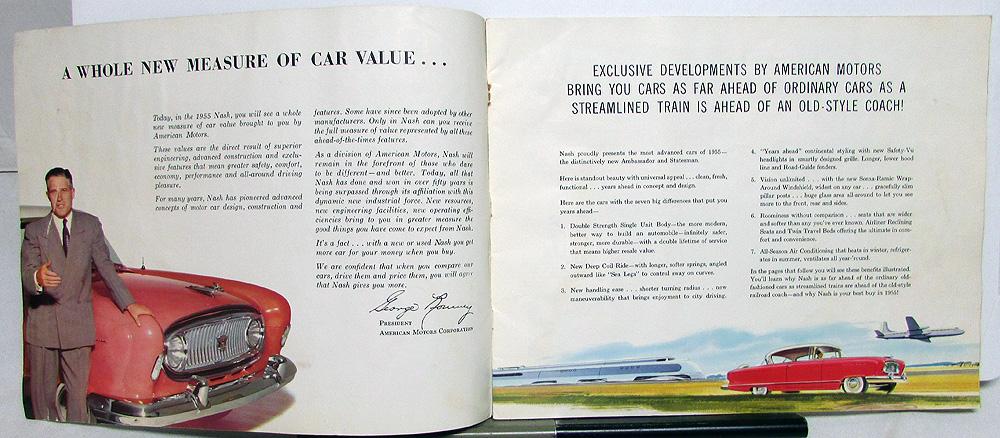 A WHOLE NEW MEASURE OF CAR VALUE . . .
Today, in the 1955 Nash, you will see a whole
new measure of car value brought to you by
American Motors.
These values are the direct result of superior
engineering, advanced construction and exclu-
sive features that mean greater safety, comfort,
economy, performance and all-around driving
pleasure.
For many years, Nash has pioneered advanced
concepts of motor car design, construction and
features. Some have since been adopted by other
manufacturers. Only in Nash can you receive
the full measure of value represented by all these
ahead-of-the-times features.
As a division of American Motors, Nash will
remain in the forefront of those who dare
to be different—and better. Today, all that
Nash has done and won in over fifty years is
being surpassed through its affiliation with this
dynamic new industrial force. New resources,
new engineering facilities, new operating effi-
ciencies bring to you in greater measure the
good things you have come to expect from Nash.
It's a fact . . . with a new or used Nash you get
more car for your money when you buy.
We are confident that when you compare our
cars, drive them and price them, you will agree
that Nash gives you more.
George Romney
PRESIDENT
AMERICAN MOTORS CORPORATION
EXCLUSIVE DEVELOPMENTS BY AMERICAN MOTORS
BRING YOU CARS AS FAR AHEAD OF ORDINARY CARS AS A
STREAMLINED TRAIN IS AHEAD OF AN OLD-STYLE COACH!
Nash proudly presents the most advanced cars of 1955—
the distinctively new Ambassador and Statesman.
Here is standout beauty with universal appeal . . . clean, fresh,
functional . . . years ahead in concept and design.
Here are the cars with the seven big differences that put you
years ahead—
1. Double Strength Single Unit Body—the more modern,
better way to build an automobile—infinitely safer,
stronger, more durable—with a double lifetime of service
that means higher resale value.
2. New Deep Coil Ride—with longer, softer springs, angled
outward like "Sea Legs" to control sway on curves.
3. New handling ease . . . shorter turning radius . . . new
maneuverability that brings enjoyment to city driving.
4. "Years ahead" continental styling with new Safety-Vu
headlights in smartly designed grille. Longer, lower hood
line and Road-Guide fenders.
5. Vision unlimited . . . with the new Scena-Ramic Wrap-
Around Windshield, widest on any car . . . gracefully slim
pillar posts . . . huge glass area all around to let you see
more to the front, rear and sides.
6. Roominess without comparison . . . seats that are wider
and softer than any you've ever known. Airliner Reclining
Seats and Twin Travel Beds offering the ultimate in com-
fort and convenience.
7. All-Season Air Conditioning that heats in winter, refriger-
ates in summer, ventilates all year-'round.
In the pages that follow you will see these benefits illustrated.
You'll learn why Nash is as far ahead of the ordinary old-
fashioned cars as streamlined trains are ahead of the old-style
railroad coach—and why Nash is your best buy in 1955!